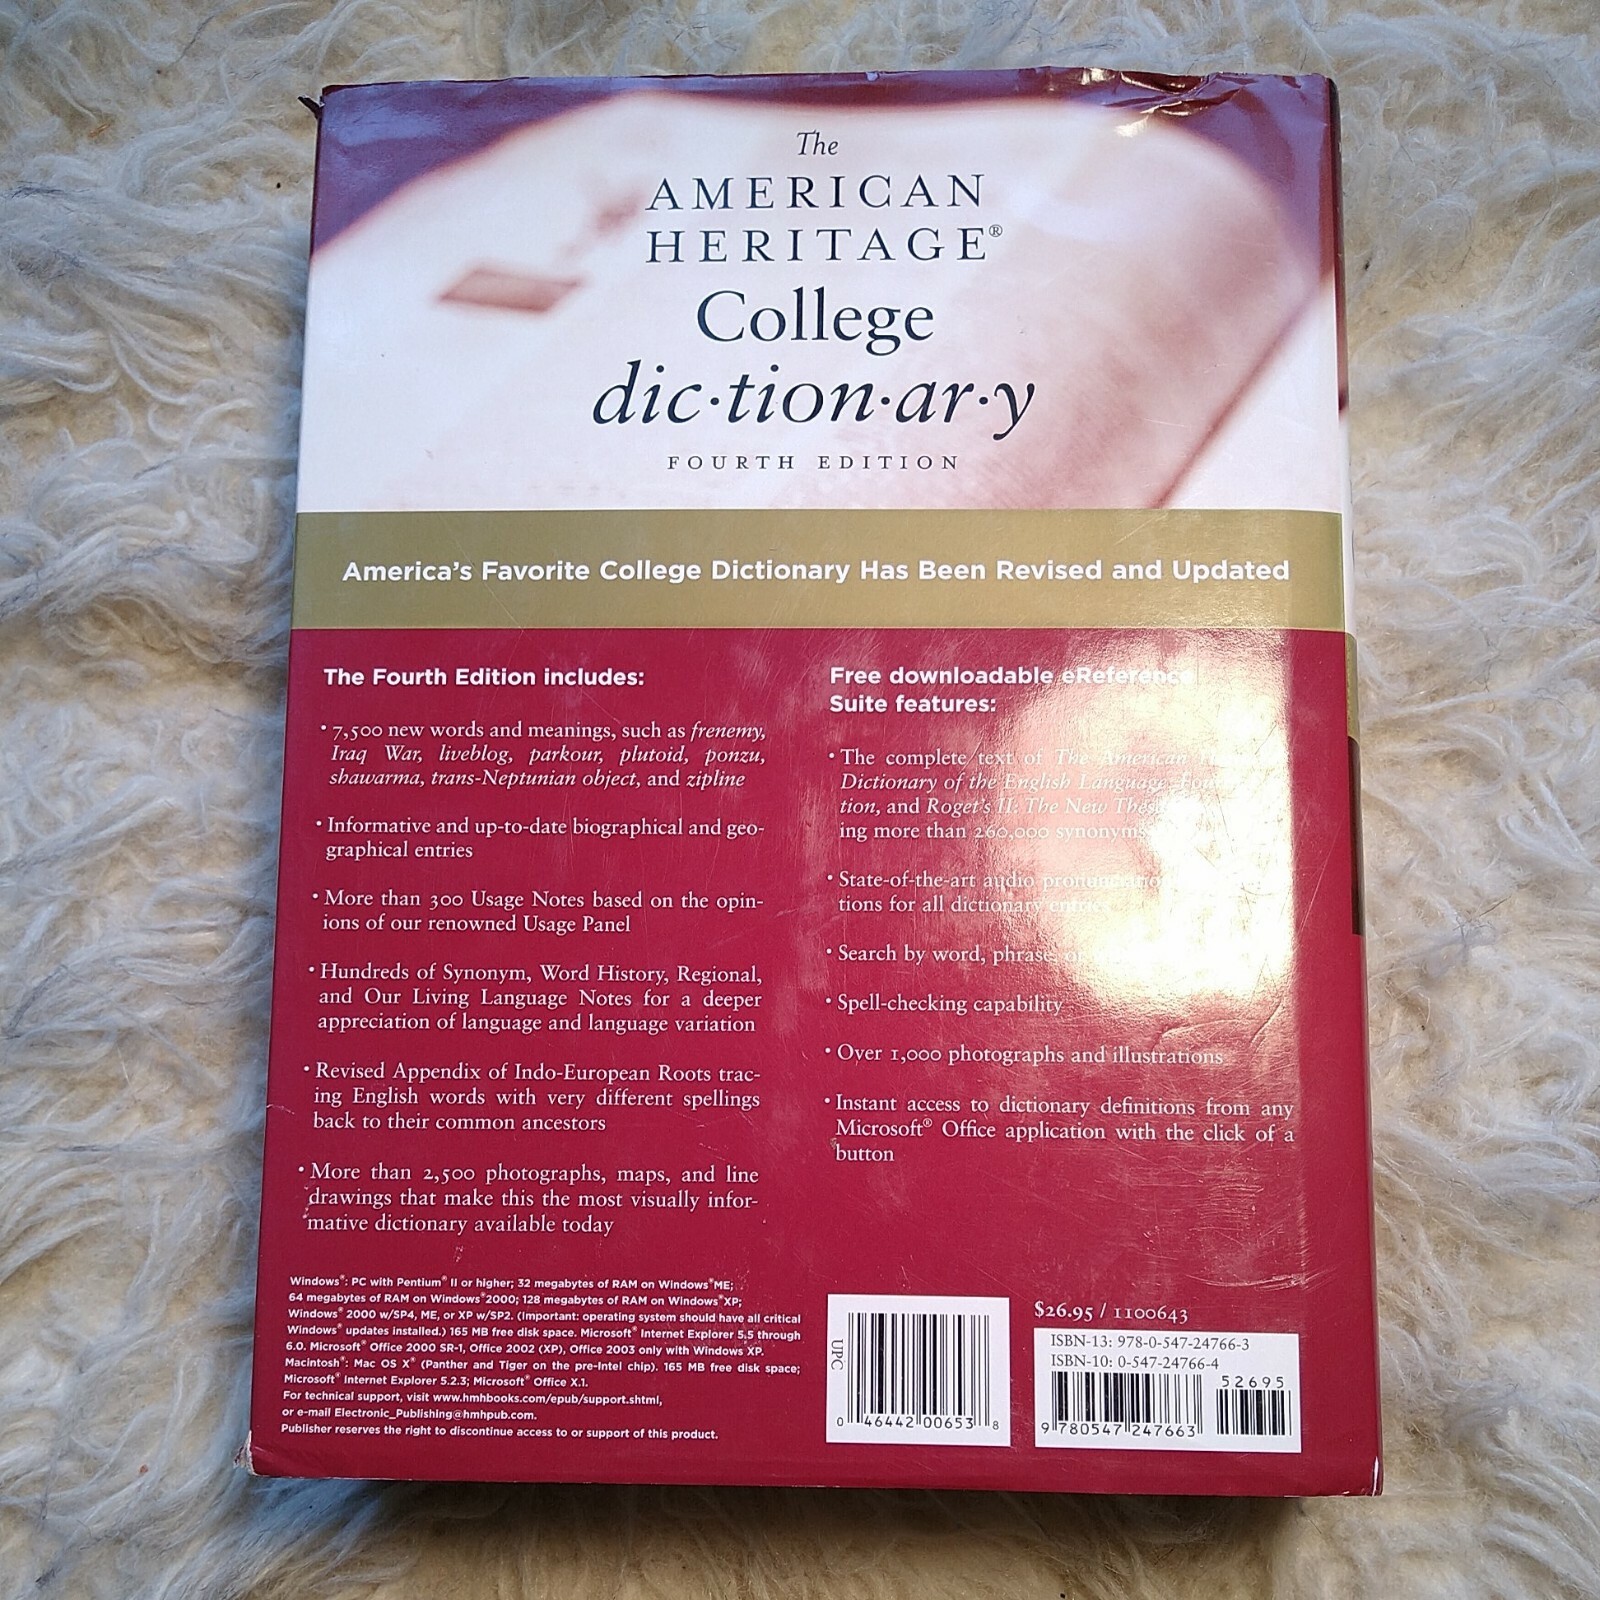 The
AMERICAN
HERITAGE®
College
dic·tion·ar·y
FOURTH EDITION
America's Favorite College Dictionary Has Been Revised and Updated
The Fourth Edition includes:
• 7,500 new words and meanings, such as frenemy,
Iraq War, liveblog, parkour, plutoid, ponzu,
shawarma, trans-Neptunian object, and zipline
• Informative and up-to-date biographical and geo-
graphical entries
• More than 300 Usage Notes based on the opin-
ions of our renowned Usage Panel
• Hundreds of Synonym, Word History, Regional,
and Our Living Language Notes for a deeper
appreciation of language and language variation
• Revised Appendix of Indo-European Roots trac-
ing English words with very different spellings
back to their common ancestors
• More than 2,500 photographs, maps, and line
drawings that make this the most visually infor-
mative dictionary available today
Free downloadable eReference
Suite features:
• The complete text of The American
Dictionary of the English Language,
tion, and Roget's II: The New
ing more than 260,000 synonyms
• State-of-the-art audio
tions for all dictionary entries
• Search by word, phrase, or
• Spell-checking capability
• Over 1,000 photographs and illustrations
• Instant access to dictionary definitions from any
Microsoft® Office application with the click of a
button
Windows®: PC with Pentium® II or higher; 32 megabytes of RAM on Windows®ME;
64 megabytes of RAM on Windows®2000; 128 megabytes of RAM on Windows®XP;
Windows® 2000 w/SP4, ME, or XP w/SP2. (Important: operating system should have all critical
Windows® updates installed.) 165 MB free disk space. Microsoft® Internet Explorer 5.5 through
6.0. Microsoft® Office 2000 SR-1, Office 2002 (XP), Office 2003 only with Windows XP.
Macintosh®: Mac OS X® (Panther and Tiger on the pre-Intel chip). 165 MB free disk space;
Microsoft® Internet Explorer 5.2.3; Microsoft® Office X.1.
For technical support, visit www.hmhbooks.com/epub/support.shtml,
or e-mail Electronic_Publishing@hmhpub.com.
Publisher reserves the right to discontinue access to or support of this product.
UPC
0 46442 00653 8
$26.95 / 1100643
ISBN-13: 978-0-547-24766-3
ISBN-10: 0-547-24766-4
52695
9 780547 247663